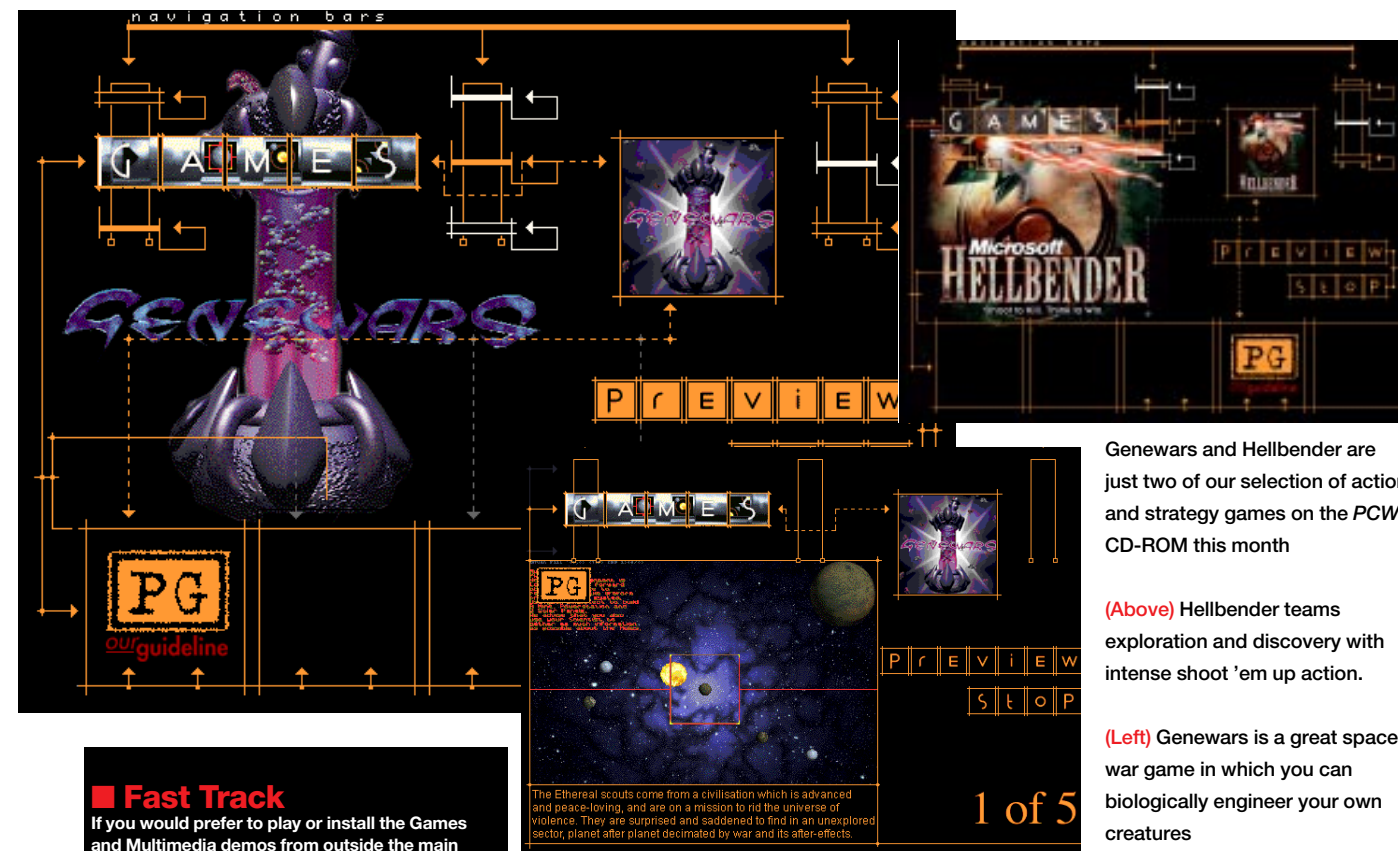 navigation bars
GAMES
GENEWARS
GENEWARS
PrEViEW
PG
our guideline
GAMES
Microsoft
HELLBENDER
HELLBENDER
PrEViEW
StoP
PG
GAMES
GENEWARS
PG
PrEViEW
StoP
The Ethereal scouts come from a civilisation which is advanced
and peace-loving, and are on a mission to rid the universe of
violence. They are surprised and saddened to find in an unexplored
sector, planet after planet decimated by war and its after-effects.
1 of 5
Genewars and Hellbender are
just two of our selection of action
and strategy games on the PCW
CD-ROM this month
(Above) Hellbender teams
exploration and discovery with
intense shoot ’em up action.
(Left) Genewars is a great space
war game in which you can
biologically engineer your own
creatures
■ Fast Track
If you would prefer to play or install the Games
and Multimedia demos from outside the main